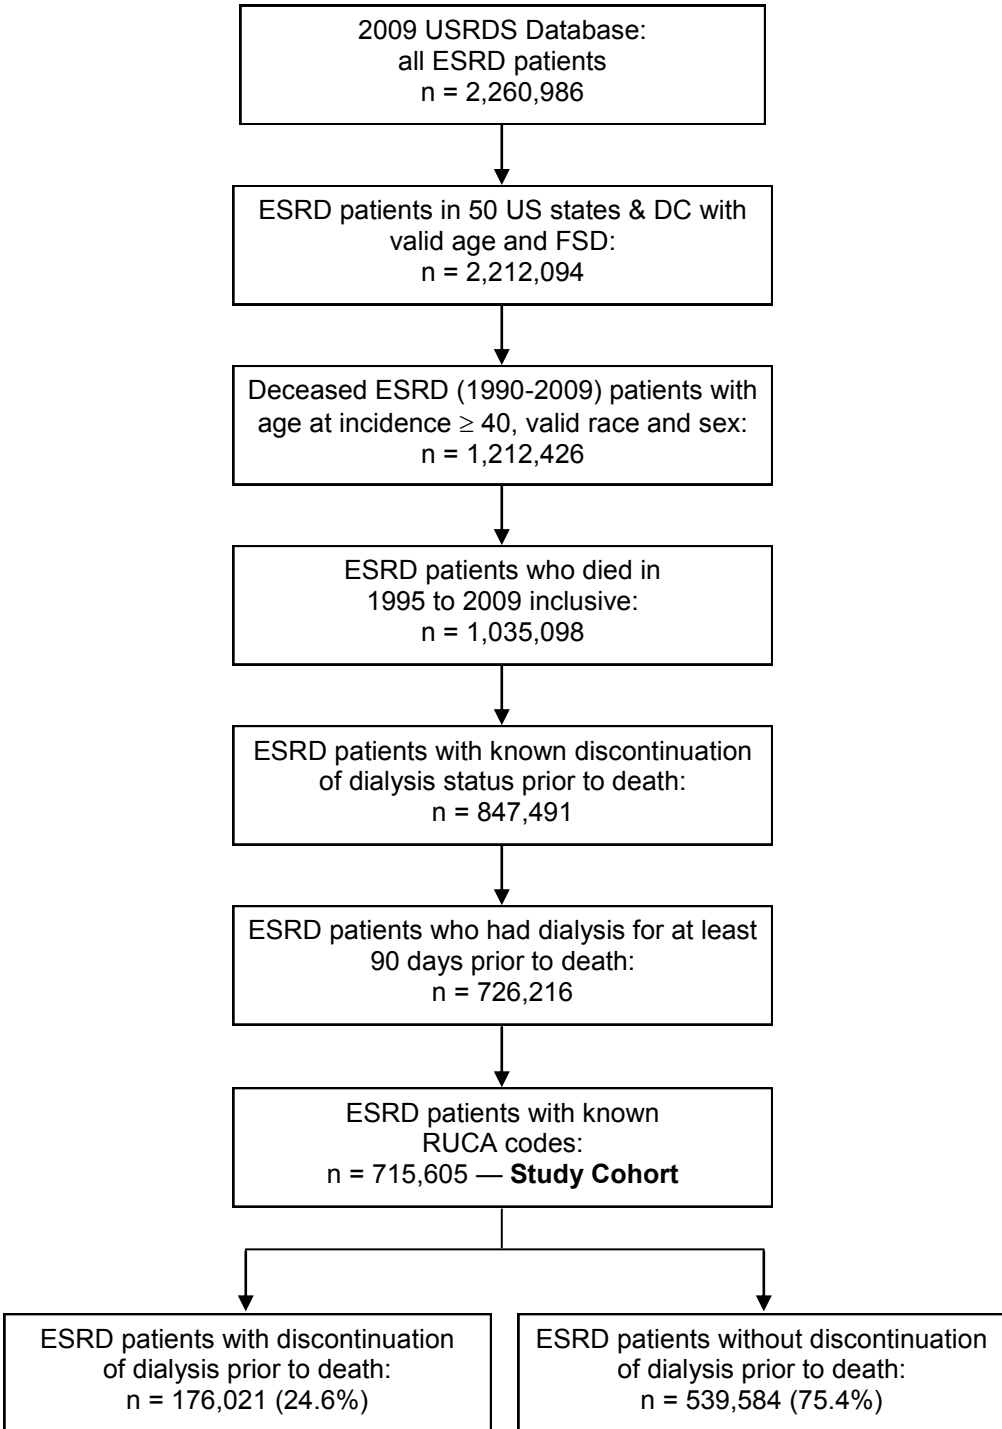 2009 USRDS Database:
all ESRD patients
n = 2,260,986
ESRD patients in 50 US states & DC with
valid age and FSD:
n = 2,212,094
Deceased ESRD (1990-2009) patients with
age at incidence ≥ 40, valid race and sex:
n = 1,212,426
ESRD patients who died in
1995 to 2009 inclusive:
n = 1,035,098
ESRD patients with known discontinuation
of dialysis status prior to death:
n = 847,491
ESRD patients who had dialysis for at least
90 days prior to death:
n = 726,216
ESRD patients with known
RUCA codes:
n = 715,605 — Study Cohort
ESRD patients with discontinuation
of dialysis prior to death:
n = 176,021 (24.6%)
ESRD patients without discontinuation
of dialysis prior to death:
n = 539,584 (75.4%)